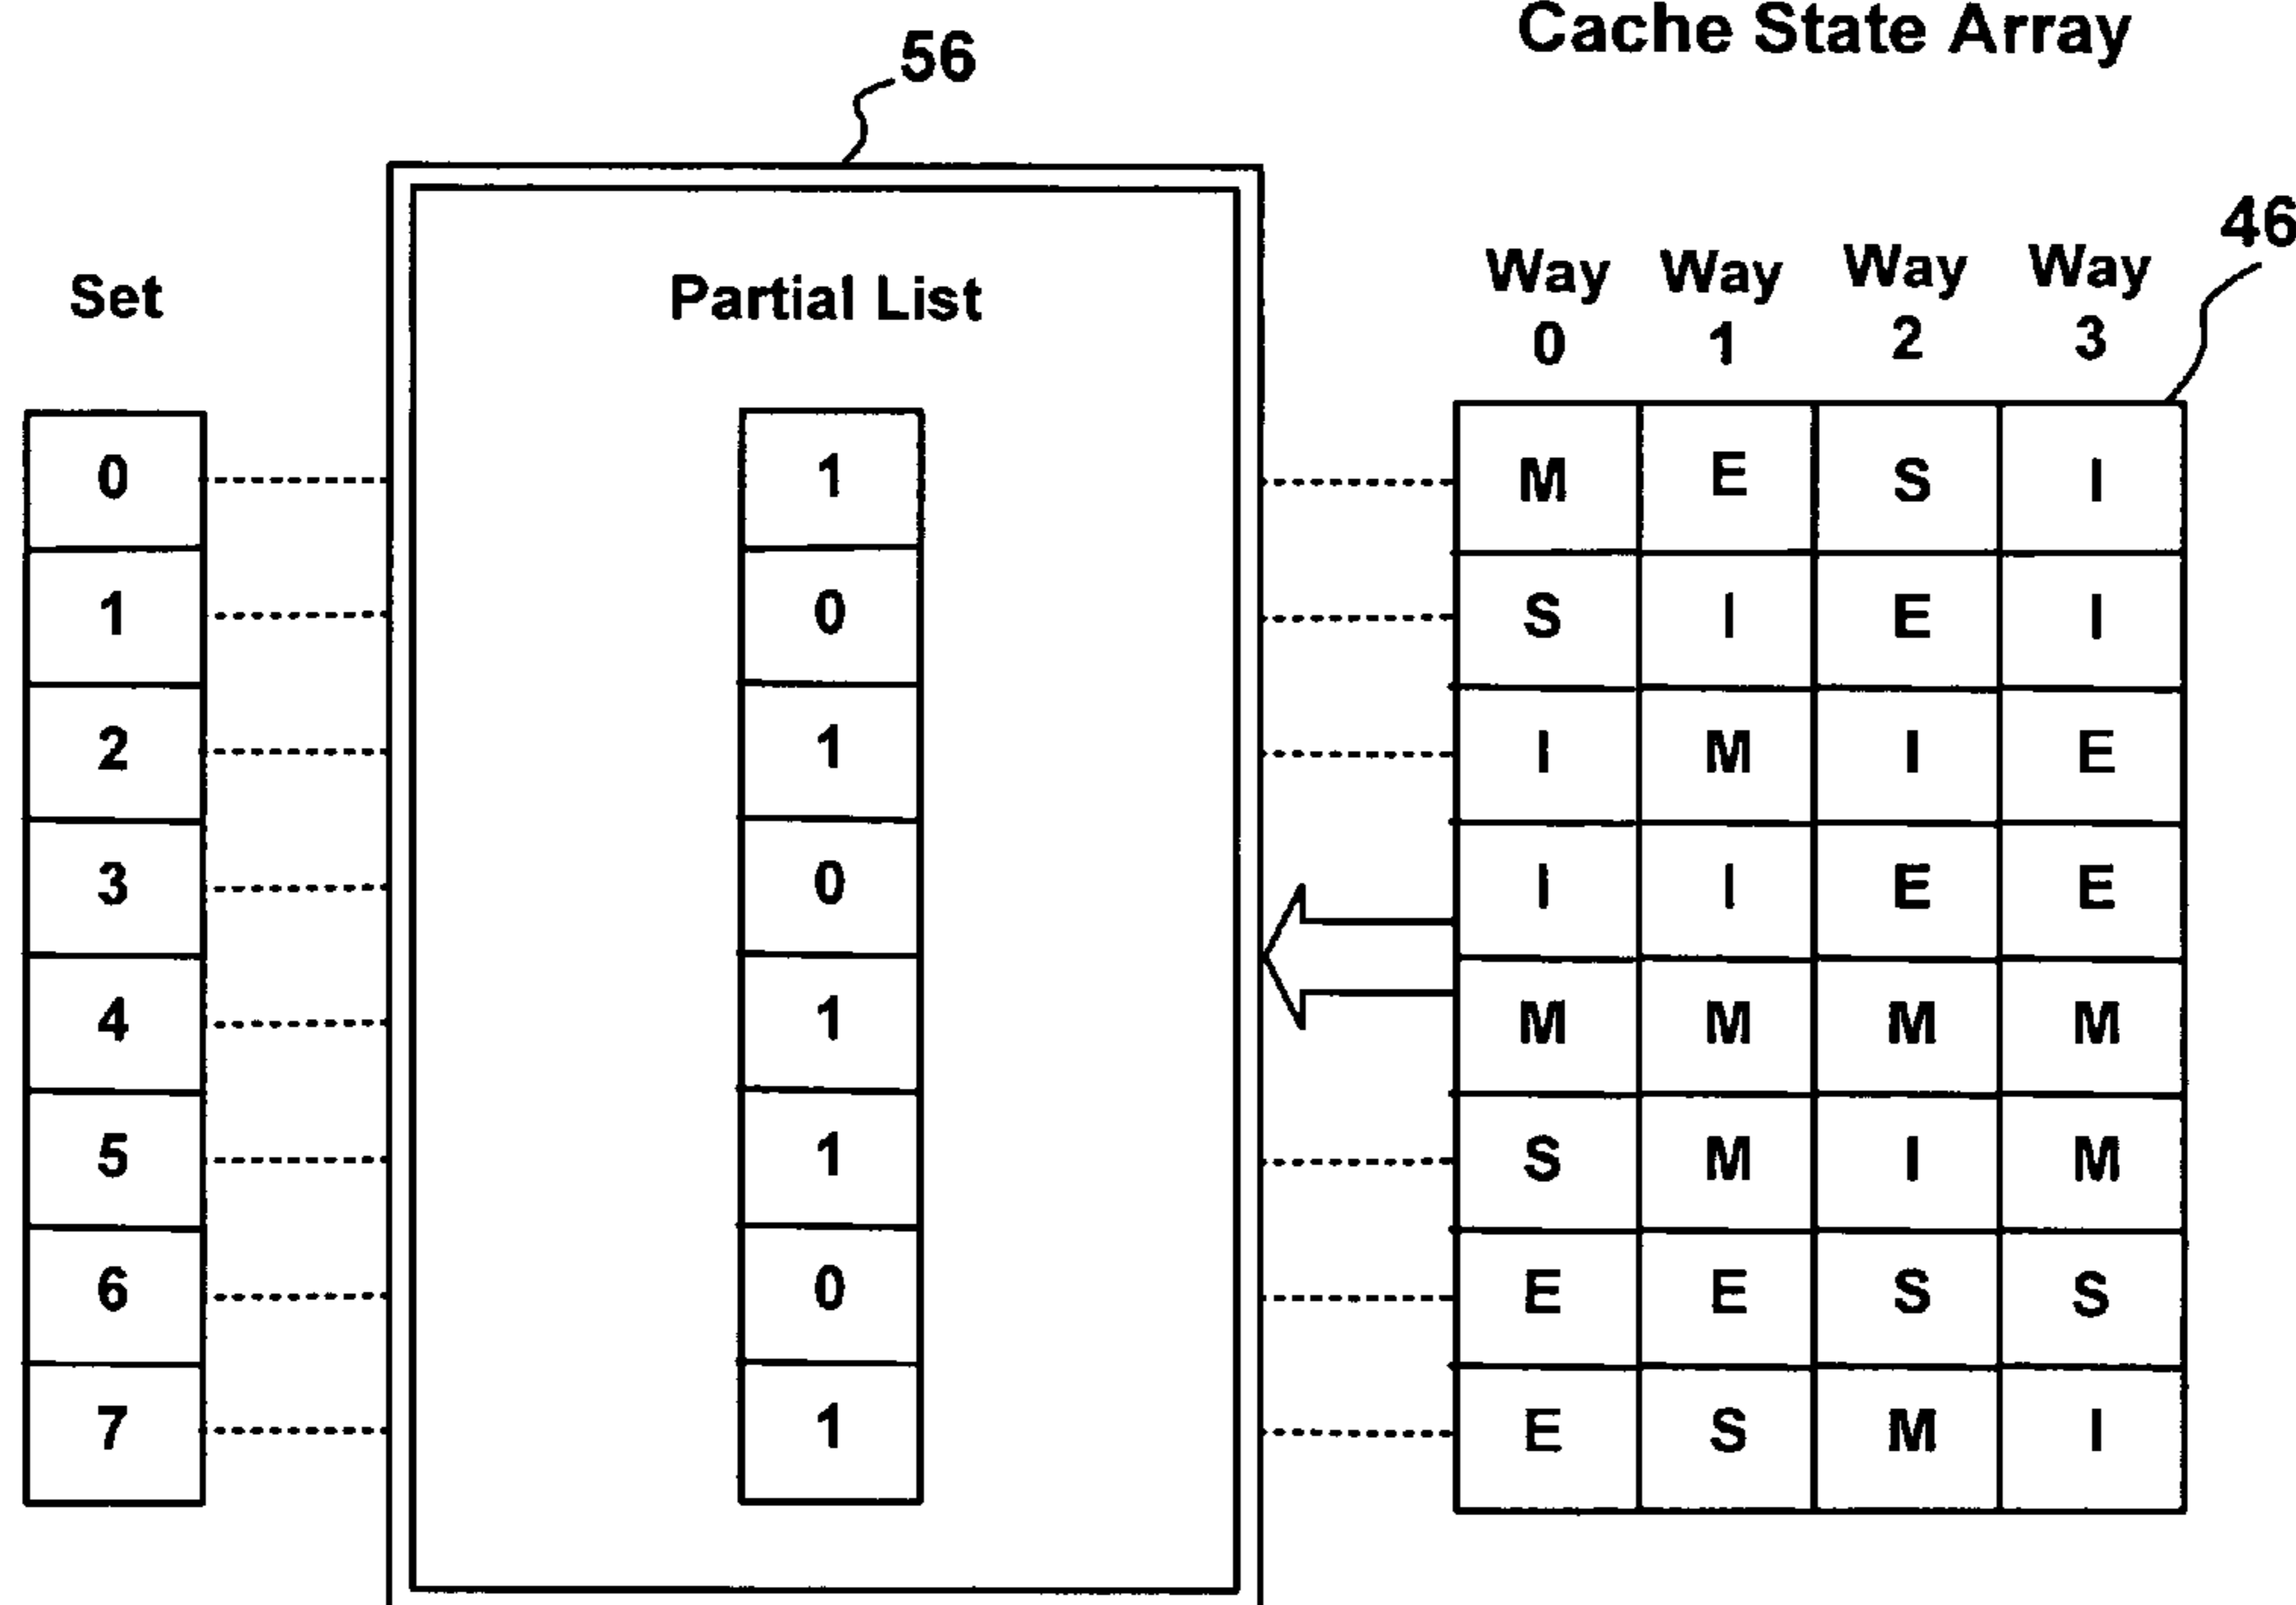 Cache State Array
56
46
Set
Partial List
Way Way Way Way
0 1 2 3
0 1 M E S I
1 0 S I E I
2 1 I M I E
3 0 I I E E
4 1 M M M M
5 1 S M I M
6 0 E E S S
7 1 E S M I